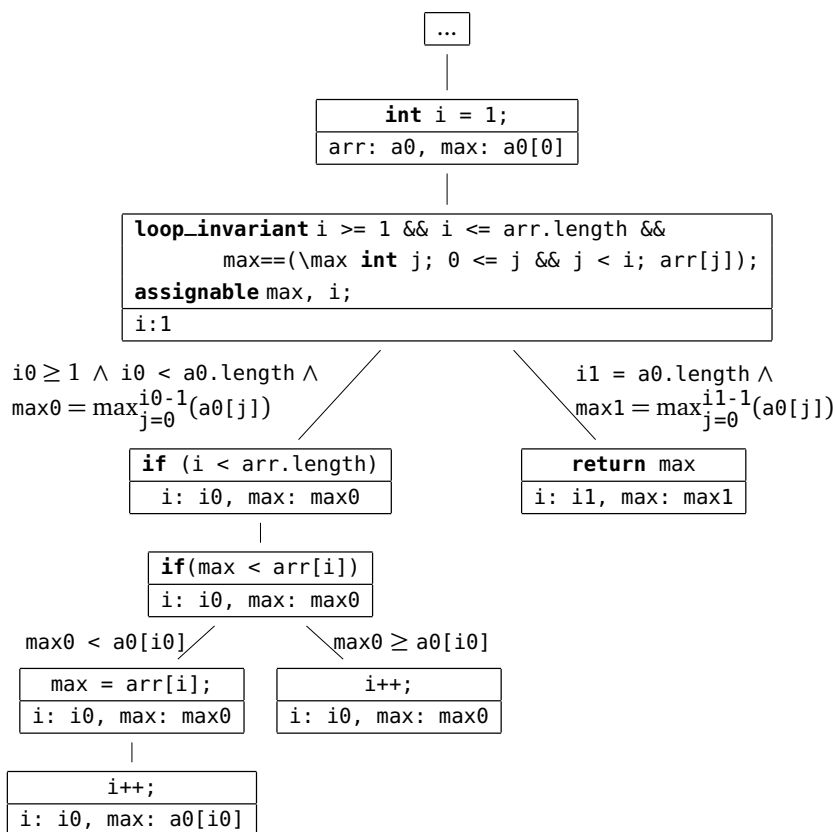 ...
int i = 1;
arr: a0, max: a0[0]
loop_invariant i >= 1 && i <= arr.length &&
max==(\max int j; 0 <= j && j < i; arr[j]);
assignable max, i;
i:1
i0 ≥ 1 ∧ i0 < a0.length ∧
max0 = max_{j=0}^{i0-1}(a0[j])
i1 = a0.length ∧
max1 = max_{j=0}^{i1-1}(a0[j])
if (i < arr.length)
i: i0, max: max0
return max
i: i1, max: max1
if(max < arr[i])
i: i0, max: max0
max0 < a0[i0]
max0 ≥ a0[i0]
max = arr[i];
i: i0, max: max0
i++;
i: i0, max: max0
i++;
i: i0, max: a0[i0]